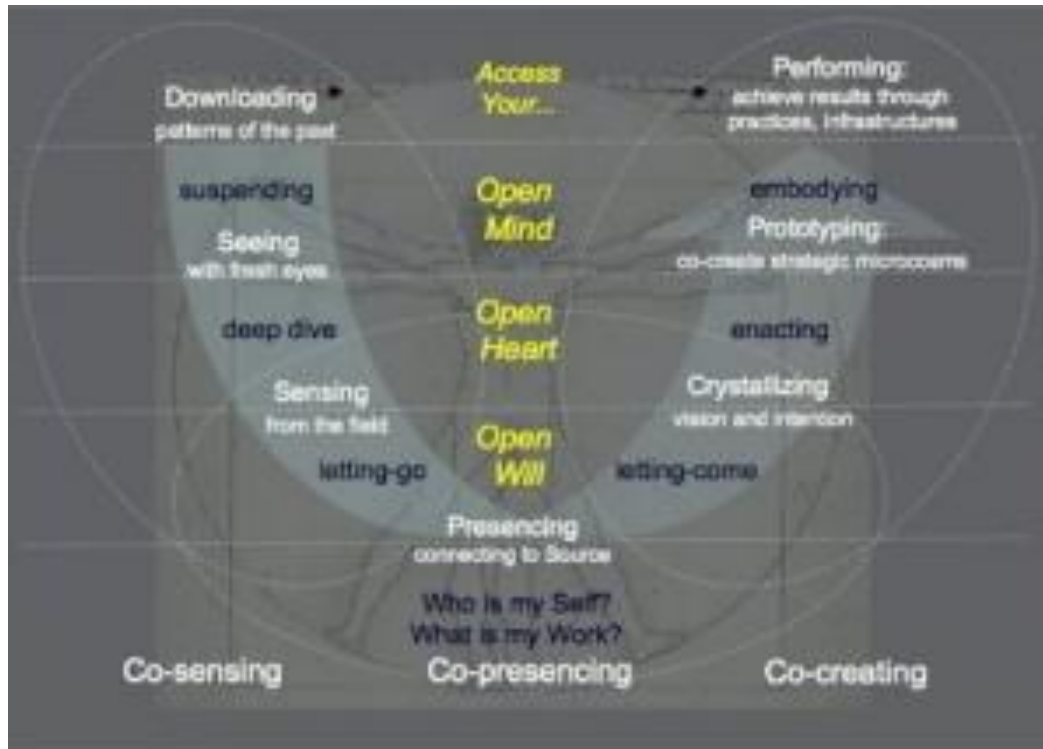 Downloading
patterns of the past
suspending
Seeing
with fresh eyes
deep dive
Sensing
from the field
letting-go
Access
Your...
Open
Mind
Open
Heart
Open
Will
Presencing
connecting to Source
Who is my Self?
What is my Work?
Performing:
achieve results through
practices, infrastructures
embodying
Prototyping:
co-create strategic microcosms
enacting
Crystallizing
vision and intention
letting-come
Co-sensing
Co-presencing
Co-creating